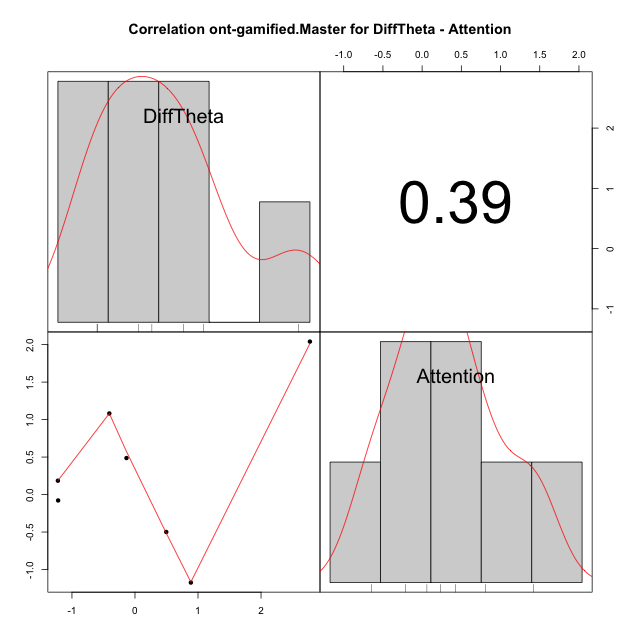 Correlation ont-gamified.Master for DiffTheta - Attention
-1.0 -0.5 0.0 0.5 1.0 1.5 2.0
DiffTheta
0.39
2
1
0
-1
2.0
1.5
1.0
0.5
0.0
-0.5
-1.0
Attention
-1 0 1 2